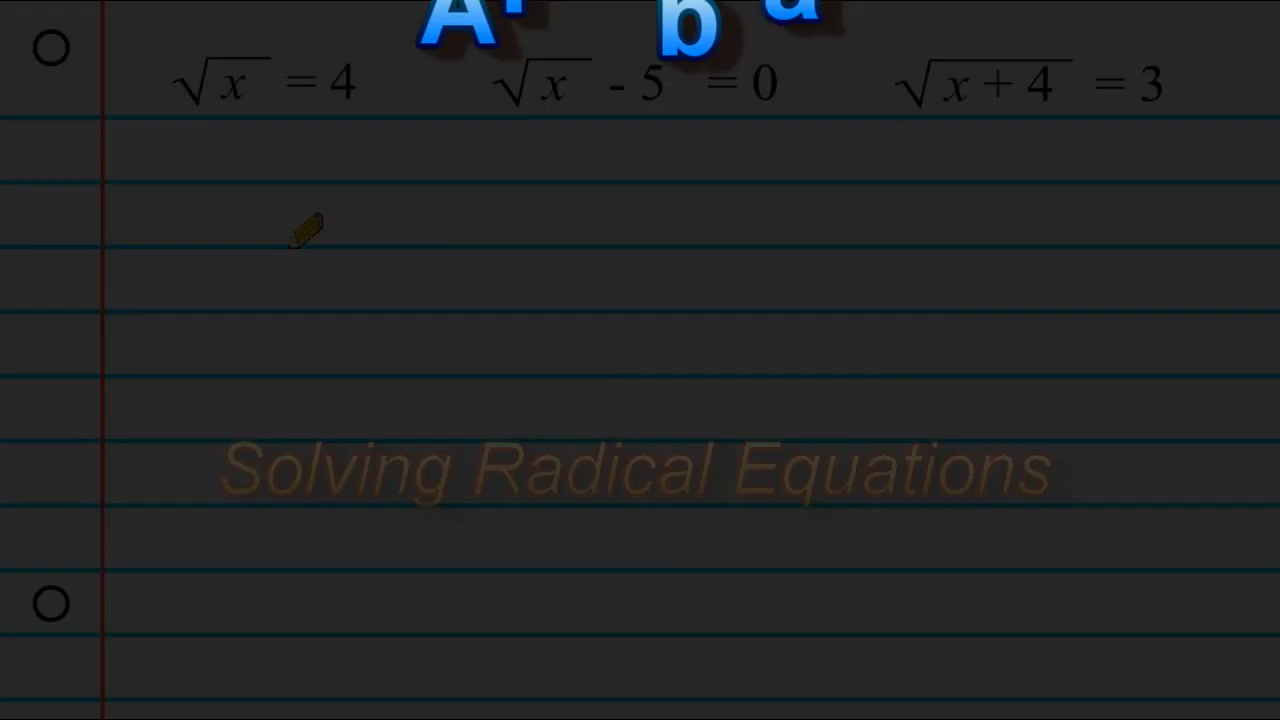 A b a
√x = 4 √x - 5 = 0 √x + 4 = 3
Solving Radical Equations